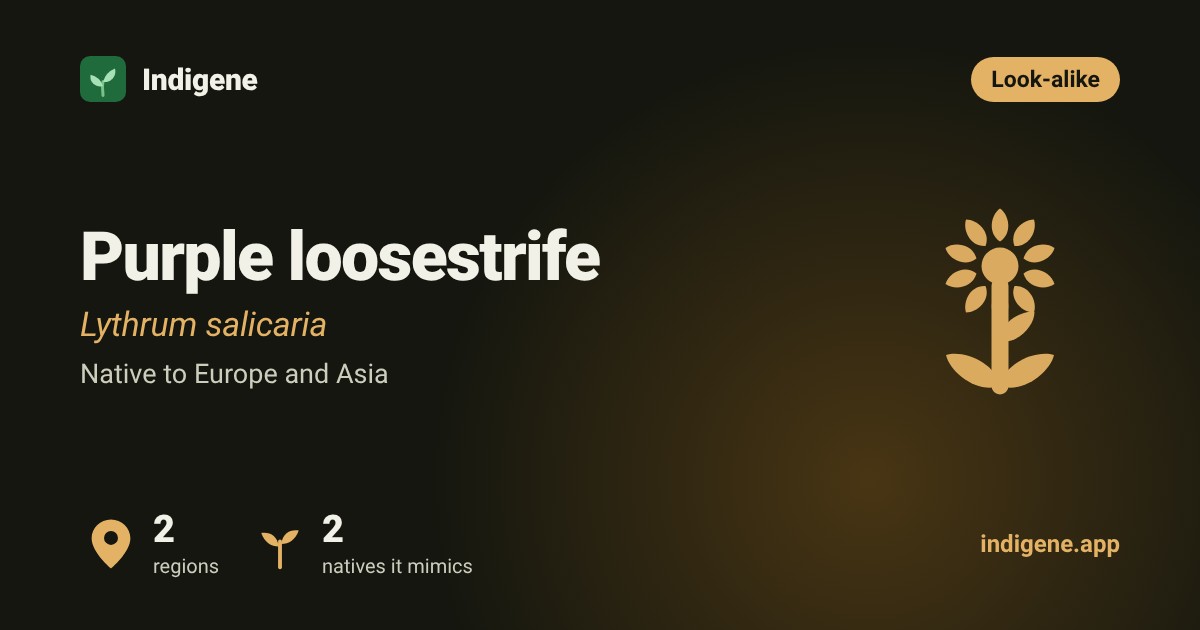 Indigene
Look-alike
Purple loosestrife
Lythrum salicaria
Native to Europe and Asia
2
regions
2
natives it mimics
indigene.app